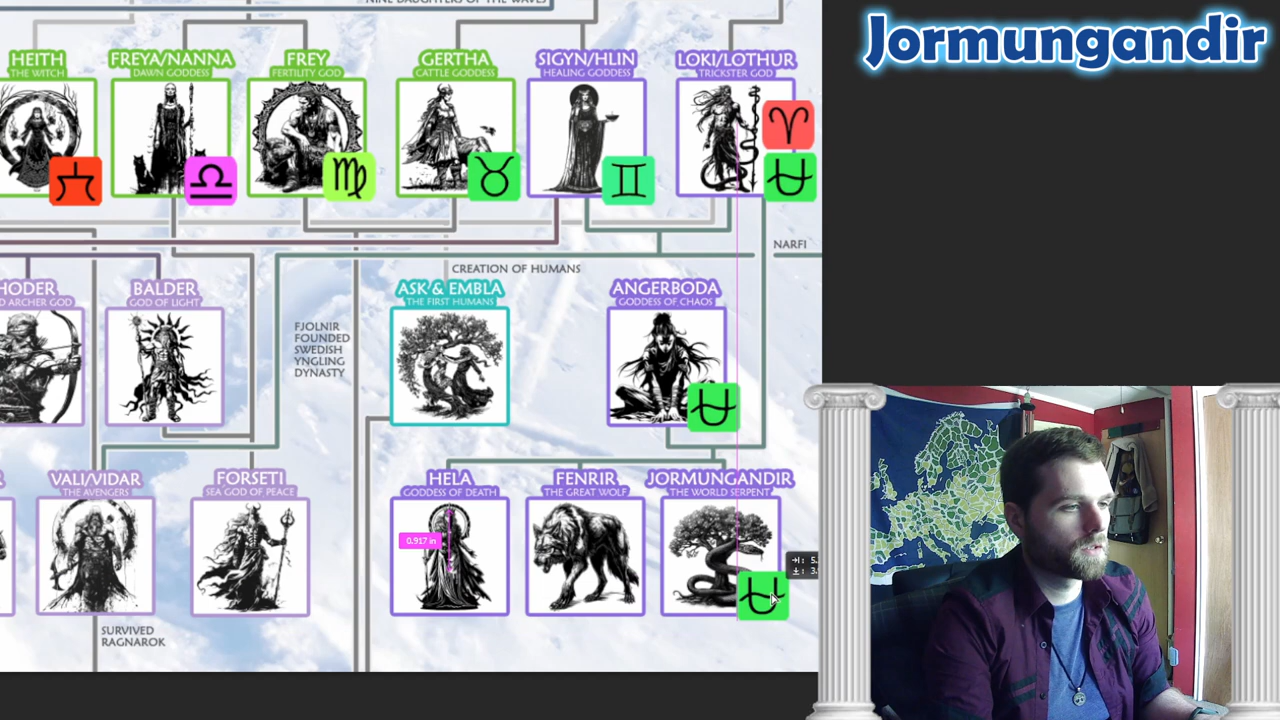 NINE DAUGHTERS OF THE WAVES
Jormungandir
HEITH
THE WITCH
FREYA/NANNA
DAWN GODDESS
FREY
FERTILITY GOD
GERTHA
CATTLE GODDESS
SIGYN/HLIN
HEALING GODDESS
LOKI/LOTHUR
TRICKSTER GOD
♈
⛎
♎
♍
♉
♊
NARFI
CREATION OF HUMANS
HODER
D ARCHER GOD
BALDER
GOD OF LIGHT
FJOLNIR
FOUNDED
SWEDISH
YNGLING
DYNASTY
ASK & EMBLA
THE FIRST HUMANS
ANGERBODA
GODDESS OF CHAOS
⛎
VALI/VIDAR
THE AVENGERS
FORSETI
SEA GOD OF PEACE
HELA
GODDESS OF DEATH
FENRIR
THE GREAT WOLF
JORMUNGANDIR
THE WORLD SERPENT
0.917 in
⛎
SURVIVED
RAGNAROK